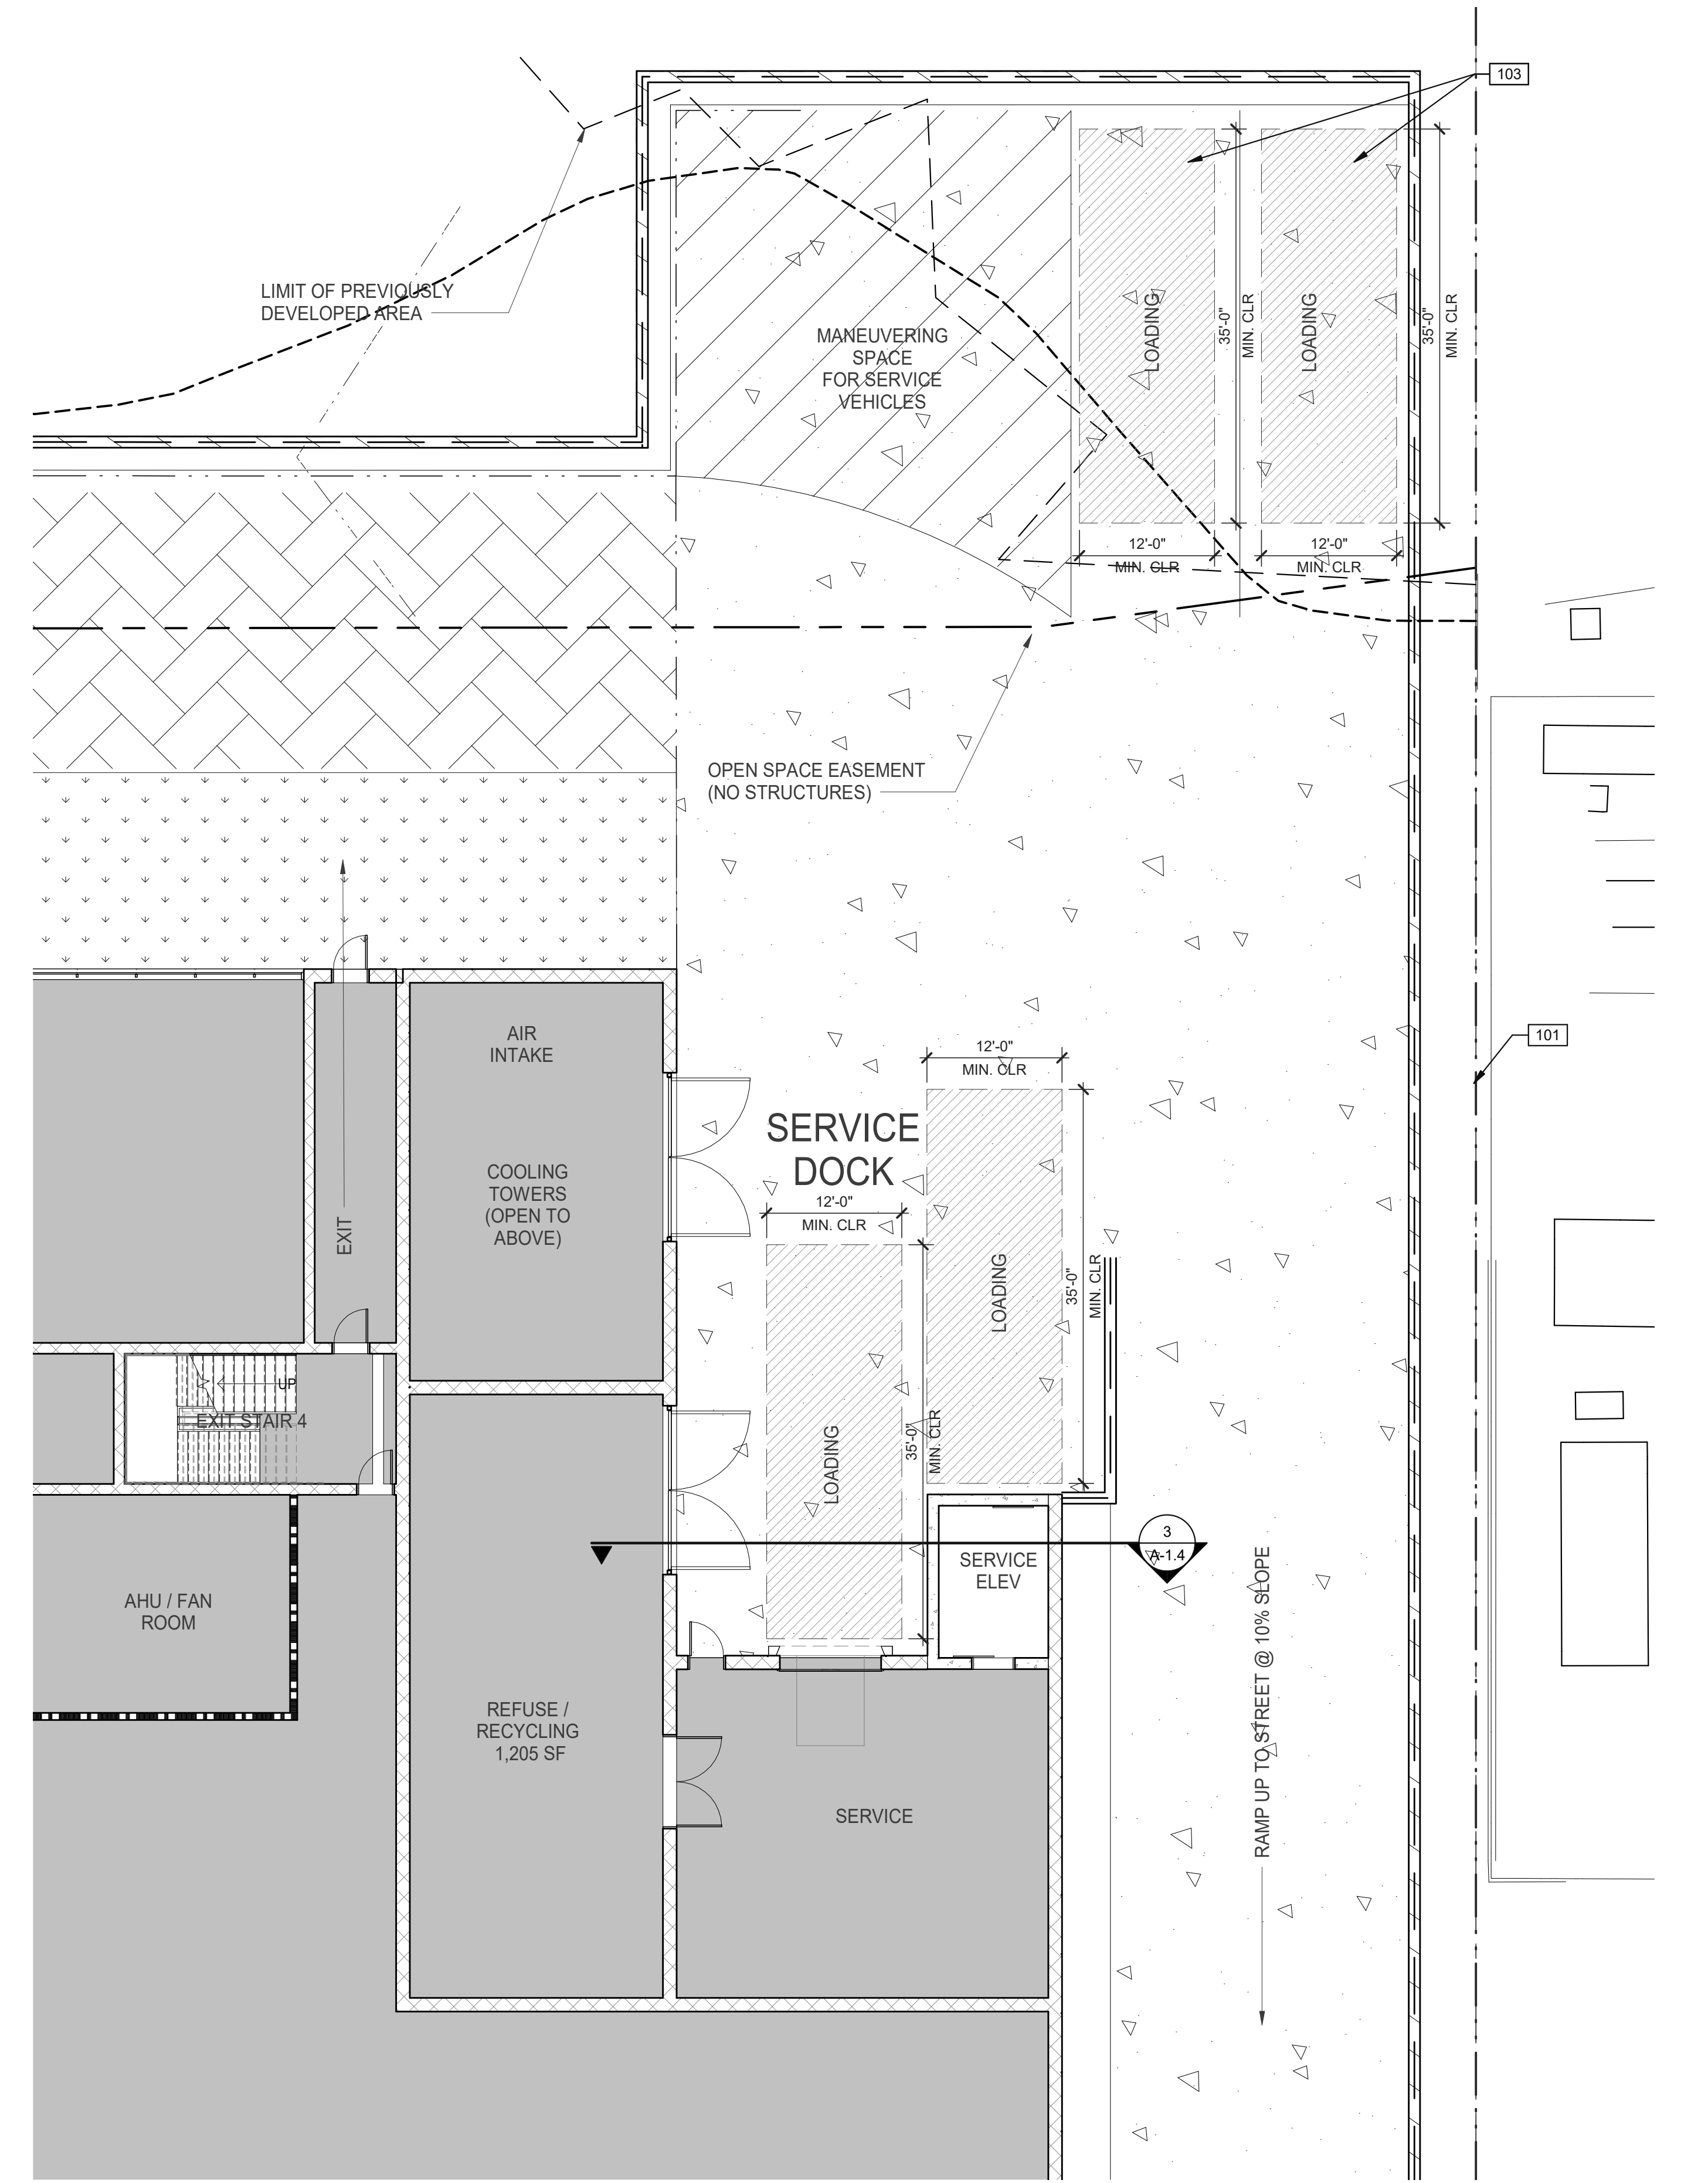 103
LIMIT OF PREVIOUSLY
DEVELOPED AREA
MANEUVERING
SPACE
FOR SERVICE
VEHICLES
LOADING
35'-0"
MIN. CLR
LOADING
35'-0"
MIN. CLR
12'-0"
MIN. CLR
12'-0"
MIN. CLR
OPEN SPACE EASEMENT
(NO STRUCTURES)
101
AIR
INTAKE
12'-0"
MIN. CLR
SERVICE
DOCK
COOLING
TOWERS
(OPEN TO
ABOVE)
EXIT
12'-0"
MIN. CLR
LOADING
35'-0"
MIN. CLR
UP
EXIT STAIR 4
LOADING
35'-0"
MIN. CLR
3
A-1.4
SERVICE
ELEV
AHU / FAN
ROOM
RAMP UP TO STREET @ 10% SLOPE
REFUSE /
RECYCLING
1,205 SF
SERVICE